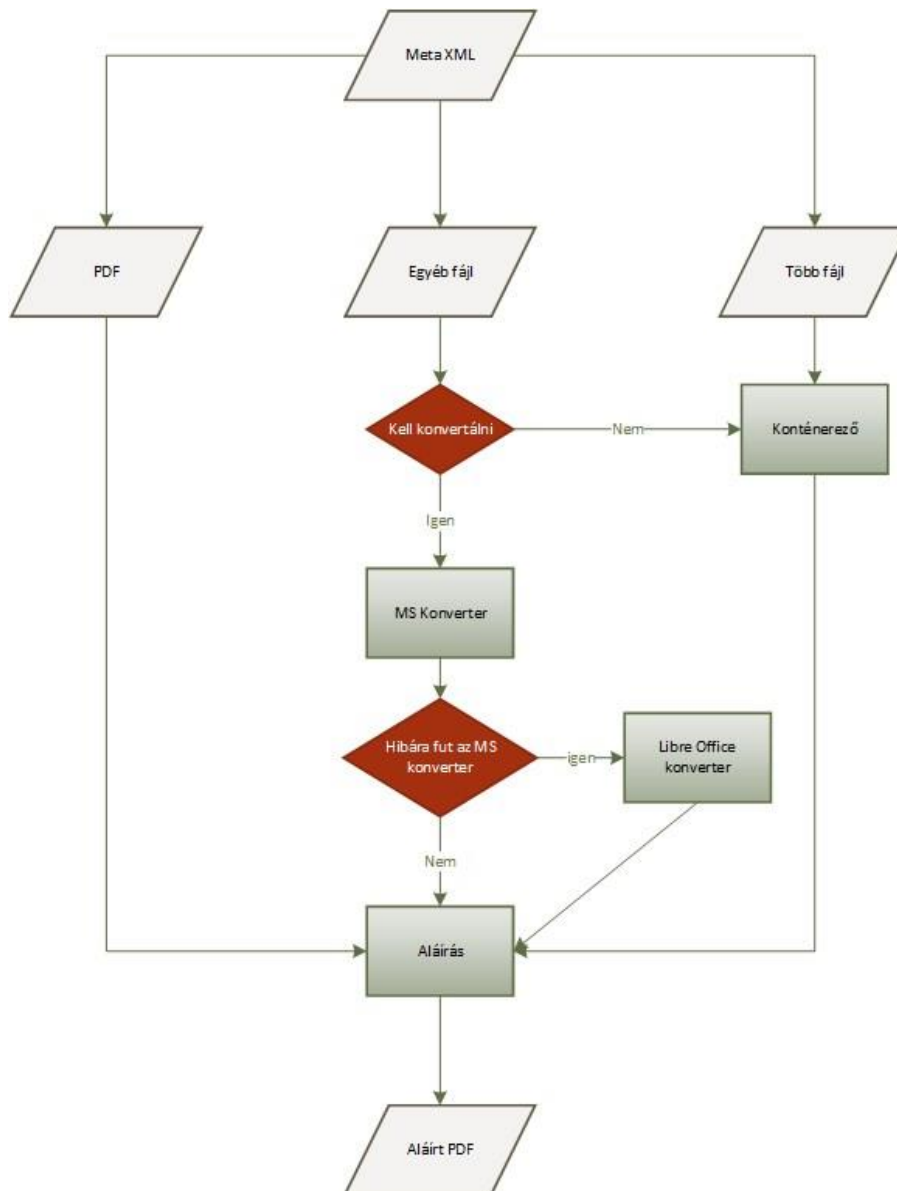 Meta XML
PDF
Egyéb fájl
Több fájl
Kell konvertálni
Nem
Konténerező
Igen
MS Konverter
Hibára fut az MS
konverter
igen
Libre Office
konverter
Nem
Aláírás
Aláírt PDF